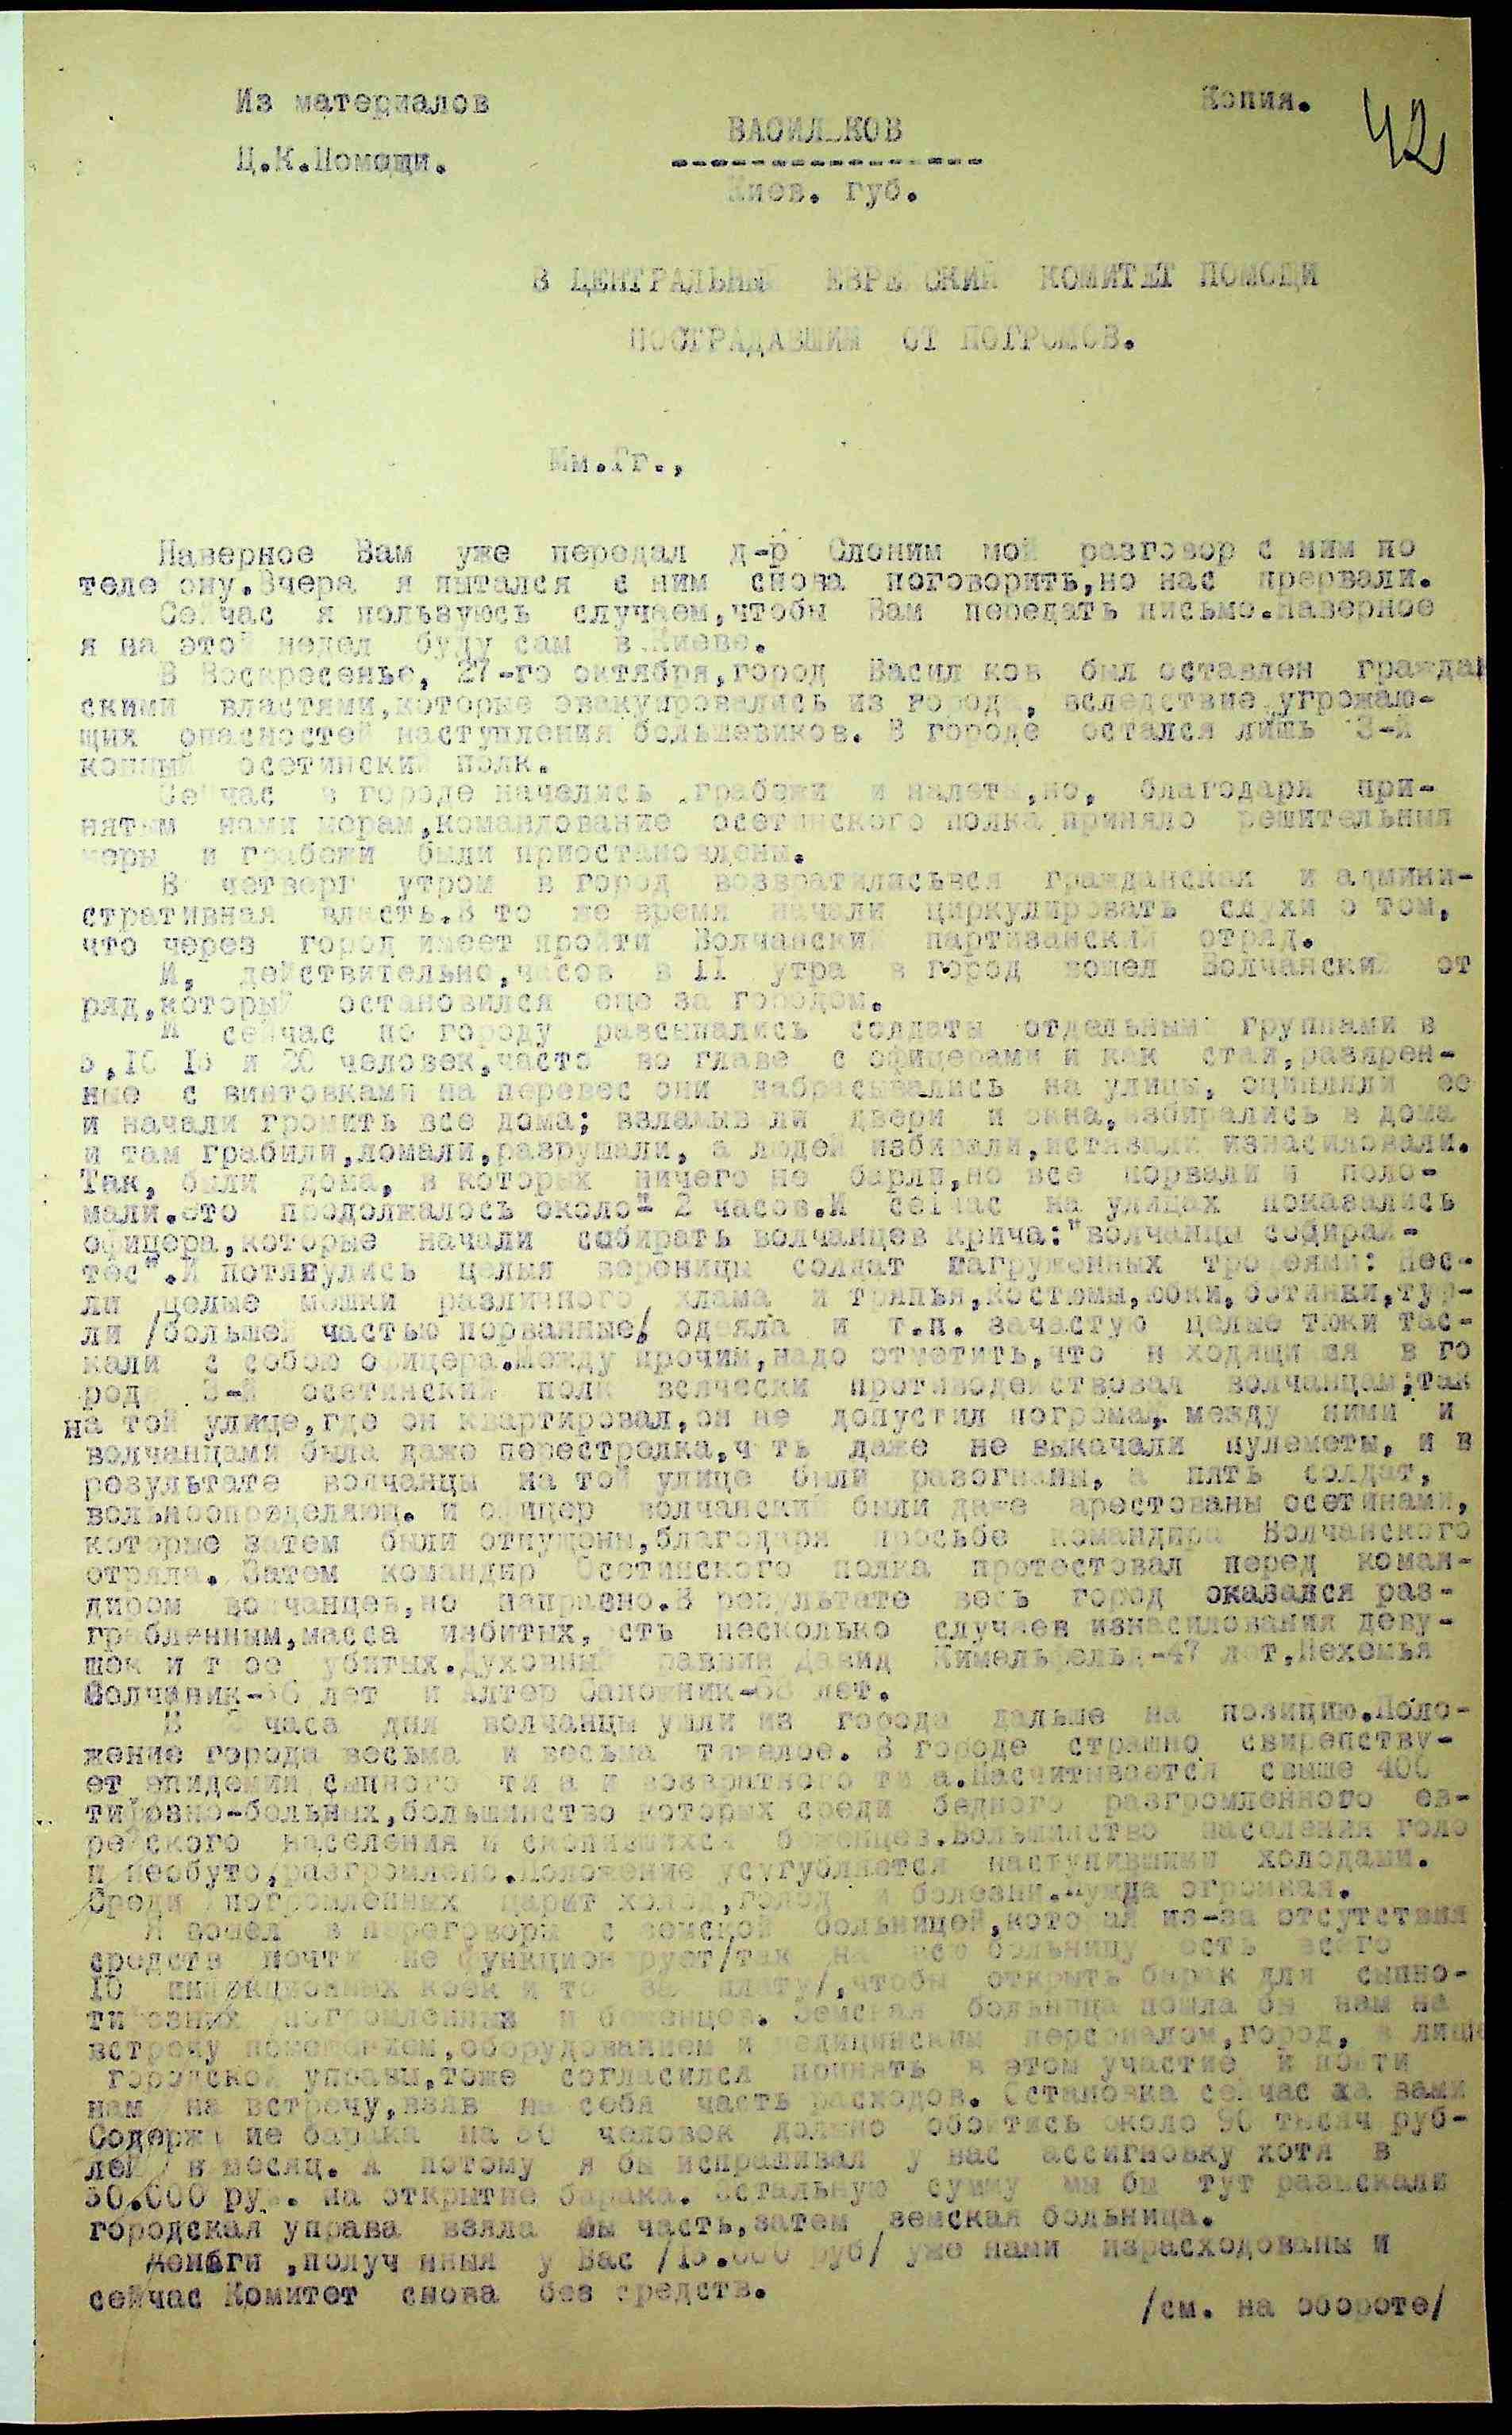 Из материалов
Ц.К.Помощи.
Копия.
42
ВАСИЛЬКОВ
Киев. губ.
В ЦЕНТРАЛЬНЫЙ ЕВРЕЙСКИЙ КОМИТЕТ ПОМОЩИ
ПОСТРАДАВШИМ ОТ ПОГРОМОВ.
Мм.Гг.,
Наверное Вам уже передал д-р Слоним мой разговор с ним по
телефону.Вчера я пытался с ним снова поговорить,но нас прервали.
Сейчас я пользуюсь случаем,чтобы Вам передать письмо.Наверное
я на этой недел буду сам в Киеве.
В Воскресенье, 27-го октября,город Васильков был оставлен граждан
скими властями,которые эвакуировались из города, вследствие угрожаю-
щих опасностей наступления большевиков. В городе остался лишь 3-й
конный осетинский полк.
Сейчас в городе начались грабежи и налеты,но, благодаря при-
нятым нами мерам,командование осетинского полка приняло решительныя
меры и грабежи были приостановлены.
В четверг утром в город возвратиласьвся гражданская и админи-
стративная власть.В то же время начали циркулировать слухи о том,
что через город имеет пройти Волчанский партизанский отряд.
И, действительно,часов в 11 утра в город вошел Волчанский от
ряд,который остановился еще за городом.
И сейчас по городу рассыпались солдаты отдельными группами в
5,10 15 и 20 человек,часто во главе с офицерами и как стая,разярен-
ные с винтовками на перевес они набрасывались на улицы, оцепляли ее
и начали громить все дома; взламывали двери и окна,взбирались в дома
и там грабили,ломали,разрушали, а людей избивали,истязали изнасиловали.
Так, были дома, в которых ничего не барли,но все порвали и поло-
мали.Это продолжалось около 2 часов.И сейчас на улицах показались
офицера,которые начали собирать волчанцев крича:"волчанцы собирай-
тес".И потянулись целыя вереницы солдат нагруженных трофеями: Нес-
ли целые мешки различного хлама и тряпья,костюмы,юбки,ботинки,туф-
ли /большей частью порванные/ одеяла и т.п. зачастую целые тюки тас-
кали с собою офицера.Между прочим,надо отметить,что находящийся в го
роде 3-й осетинский полк всячески противодействовал волчанцам;так
на той улице,где он квартировал,он не допустил погрома, между ними и
волчанцами была даже перестрелка,чуть даже не выкачали пулеметы, и в
результате волчанцы на той улице были разогнаны, а пять солдат,
вольноопределяющ. и офицер волчанский были даже арестованы осетинами,
которые затем были отпущены,благодаря просьбе командира Волчанского
отряда. Затем командир Осетинского полка протестовал перед коман-
диром волчанцев,но напрасно.В результате весь город оказался раз-
грабленным,масса избитых, есть несколько случаев изнасилования деву-
шек и трое убитых.Духовный раввин Давид Кимельфельд-47 лет,Нехемья
Волчаник-36 лет и Алтер Сапожник-68 лет.
В часа дня волчанцы ушли из города дальше на позицию.Поло-
жение города весьма и весьма тяжелое. В городе страшно свирепству-
ет эпидемия сыпного тифа и возвратного тифа.Насчитывается свыше 400
тифозно-больных,большинство которых среди бедного разгромленного ев-
рейского населения и скопившихся беженцев.Большинство населения голо
и необуто,разгромлено.Положение усугубляется наступившими холодами.
Среди погромленных царит холод,голод и болезни.Нужда огромная.
Я вошел в переговоры с земской больницей,которая из-за отсутствия
средств почти не функционирует/так на всю больницу есть всего
10 инфекционных коек и то за плату/,чтобы открыть барак для сыпно-
тифозных погромленных и беженцев. Земская больница пошла бы нам на
встречу помещением,оборудованием и медицинским персоналом,город, в лице
городской управы,тоже согласился принять в этом участие и пойти
нам на встречу,взяв на себя часть расходов. Остановка сейчас за вами
Содержание барака на 30 человек должно обойтись около 90 тысяч руб-
лей в месяц. А потому я бы испрашивал у вас ассигновку хотя в
30.000 руб. на открытие барака. Остальную сумму мы бы тут разыскали
городская управа взяла бы часть,затем земская больница.
Деньги ,полученныя у Вас /15.000 руб/ уже нами израсходованы и
сейчас Комитет снова без средств.
/см. на обороте/